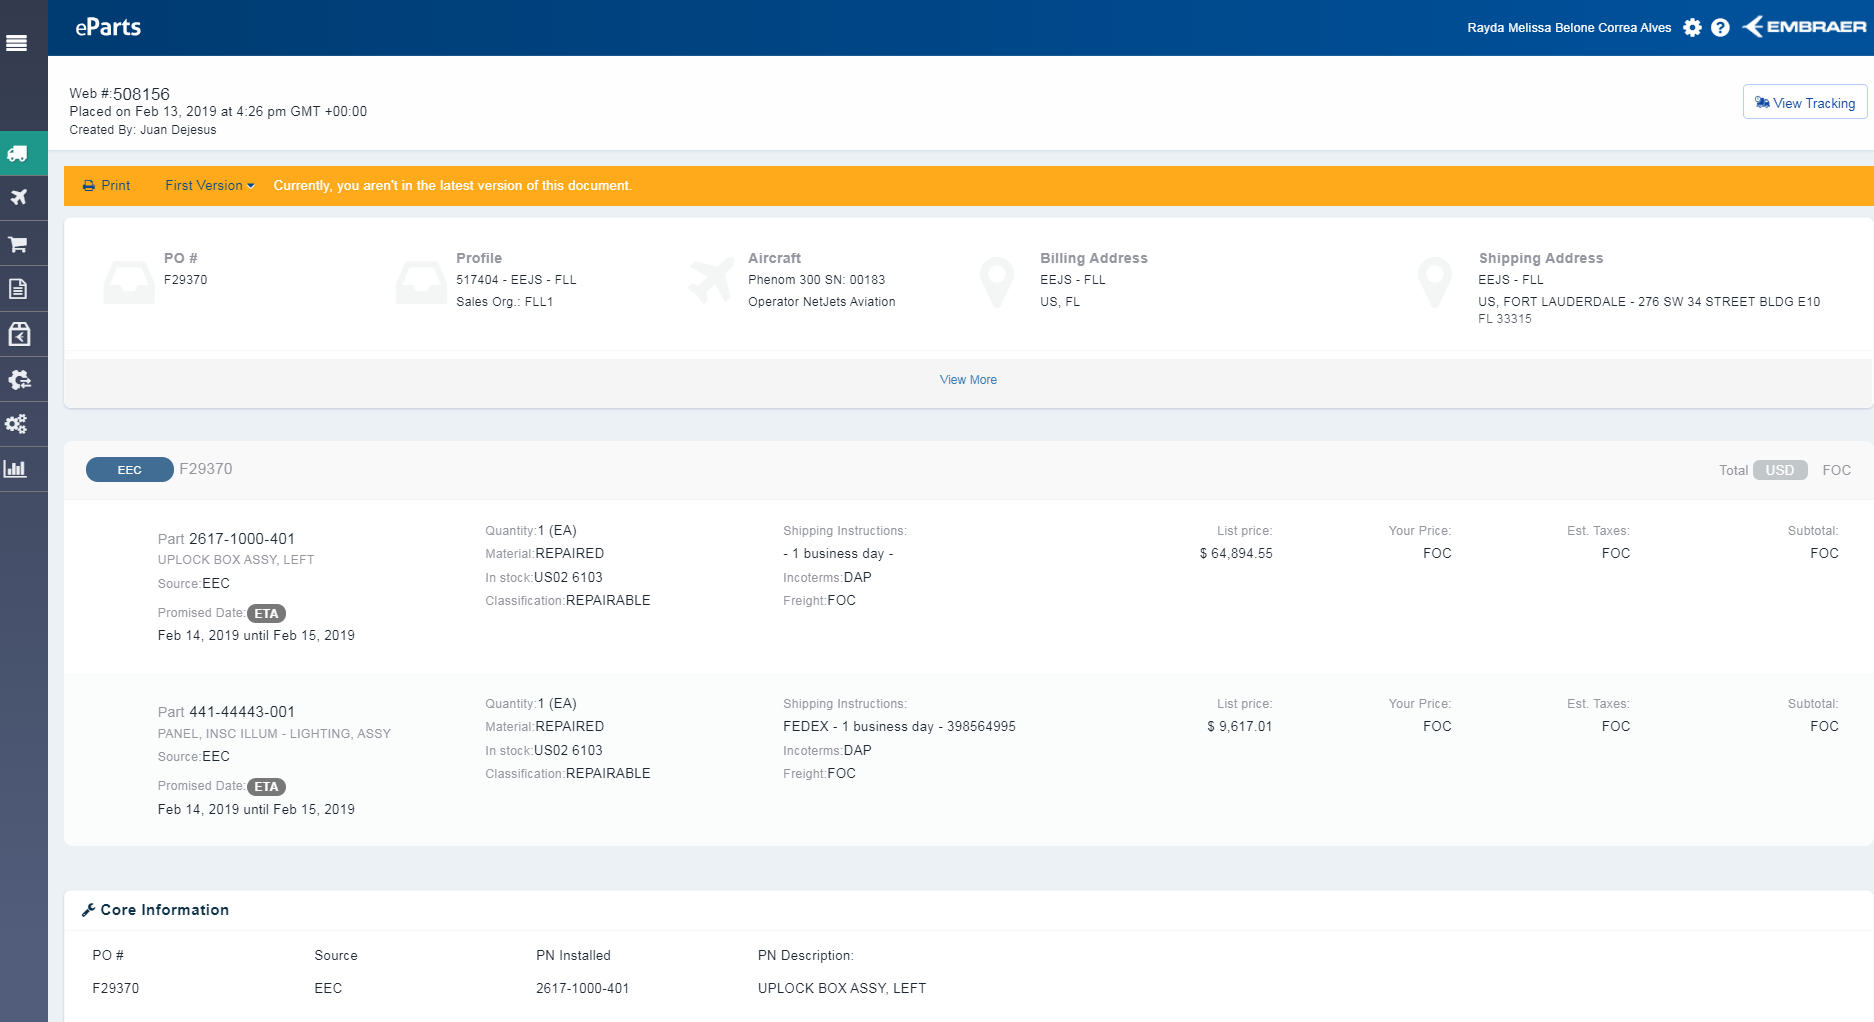 eParts
Rayda Melissa Belone Correa Alves
EMBRAER
Web #:508156
Placed on Feb 13, 2019 at 4:26 pm GMT +00:00
Created By: Juan Dejesus
View Tracking
Print First Version Currently, you aren't in the latest version of this document.
PO #
F29370
Profile
517404 - EEJS - FLL
Sales Org.: FLL1
Aircraft
Phenom 300 SN: 00183
Operator NetJets Aviation
Billing Address
EEJS - FLL
US, FL
Shipping Address
EEJS - FLL
US, FORT LAUDERDALE - 276 SW 34 STREET BLDG E10
FL 33315
View More
EEC F29370
Total USD FOC
Part 2617-1000-401
UPLOCK BOX ASSY, LEFT
Source:EEC
Promised Date: ETA
Feb 14, 2019 until Feb 15, 2019
Quantity:1 (EA)
Material:REPAIRED
In stock:US02 6103
Classification:REPAIRABLE
Shipping Instructions:
- 1 business day -
Incoterms:DAP
Freight:FOC
List price:
$ 64,894.55
Your Price:
FOC
Est. Taxes:
FOC
Subtotal:
FOC
Part 441-44443-001
PANEL, INSC ILLUM - LIGHTING, ASSY
Source:EEC
Promised Date: ETA
Feb 14, 2019 until Feb 15, 2019
Quantity:1 (EA)
Material:REPAIRED
In stock:US02 6103
Classification:REPAIRABLE
Shipping Instructions:
FEDEX - 1 business day - 398564995
Incoterms:DAP
Freight:FOC
List price:
$ 9,617.01
Your Price:
FOC
Est. Taxes:
FOC
Subtotal:
FOC
Core Information
PO # Source PN Installed PN Description:
F29370 EEC 2617-1000-401 UPLOCK BOX ASSY, LEFT